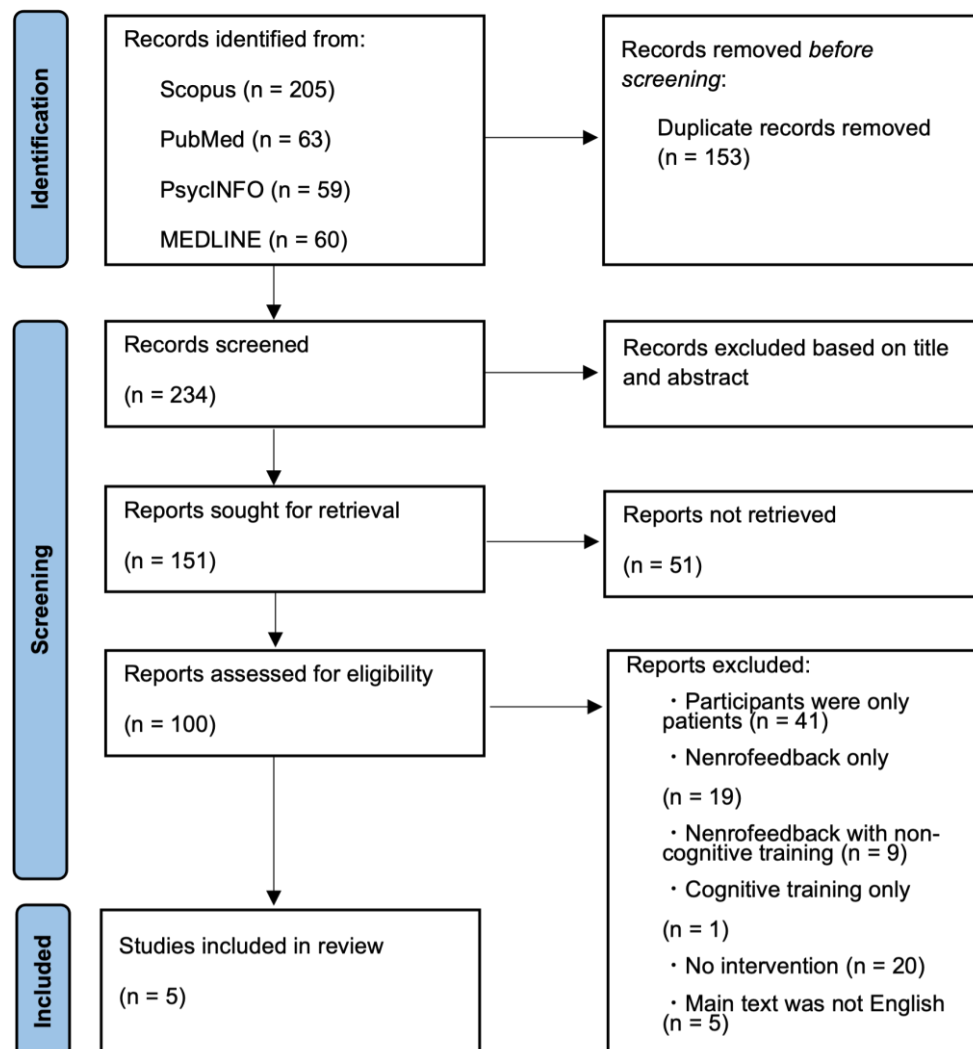 Identification
Records identified from:
Scopus (n = 205)
PubMed (n = 63)
PsycINFO (n = 59)
MEDLINE (n = 60)
Records removed before
screening:
Duplicate records removed
(n = 153)
Screening
Records screened
(n = 234)
Records excluded based on title
and abstract
Reports sought for retrieval
(n = 151)
Reports not retrieved
(n = 51)
Reports assessed for eligibility
(n = 100)
Reports excluded:
・Participants were only
patients (n = 41)
・Nenrofeedback only
(n = 19)
・Nenrofeedback with non-
cognitive training (n = 9)
・Cognitive training only
(n = 1)
・No intervention (n = 20)
・Main text was not English
(n = 5)
Included
Studies included in review
(n = 5)